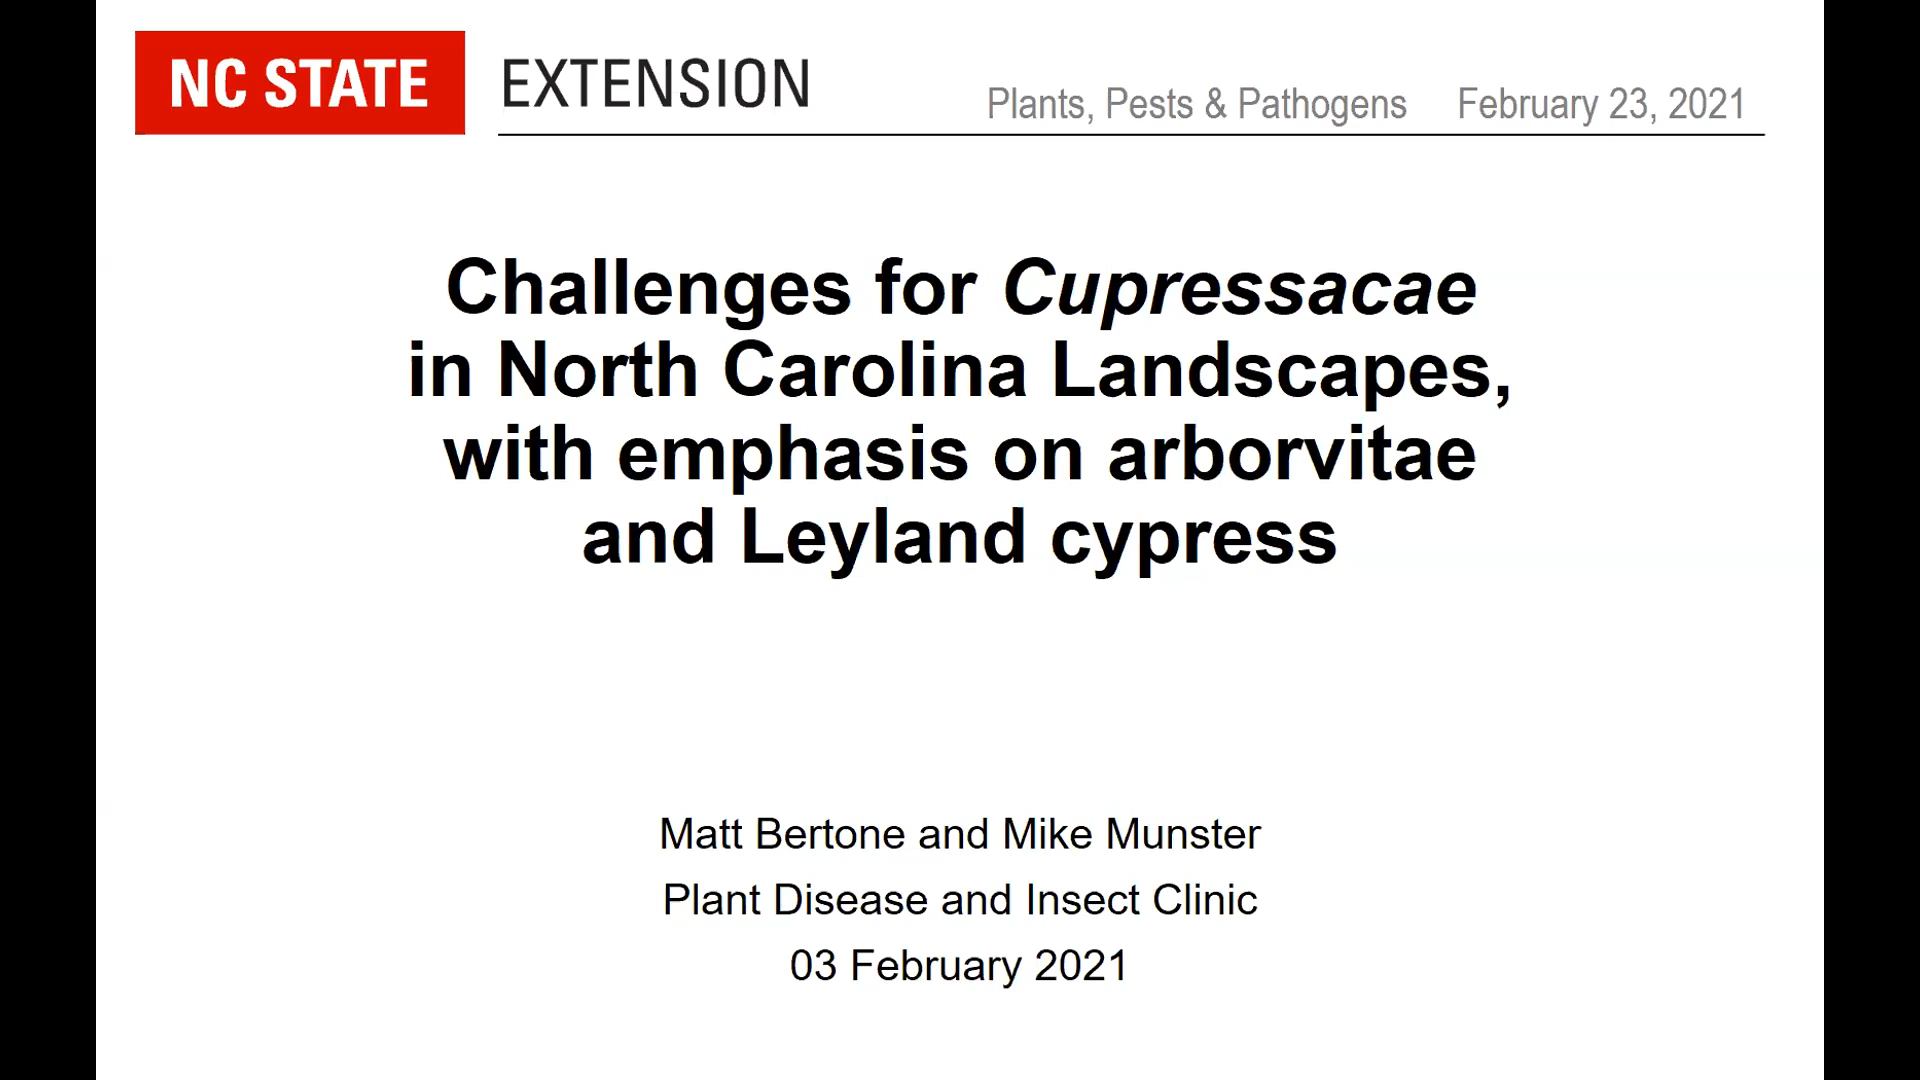 NC STATE EXTENSION
Plants, Pests & Pathogens February 23, 2021
Challenges for Cupressacae
in North Carolina Landscapes,
with emphasis on arborvitae
and Leyland cypress
Matt Bertone and Mike Munster
Plant Disease and Insect Clinic
03 February 2021